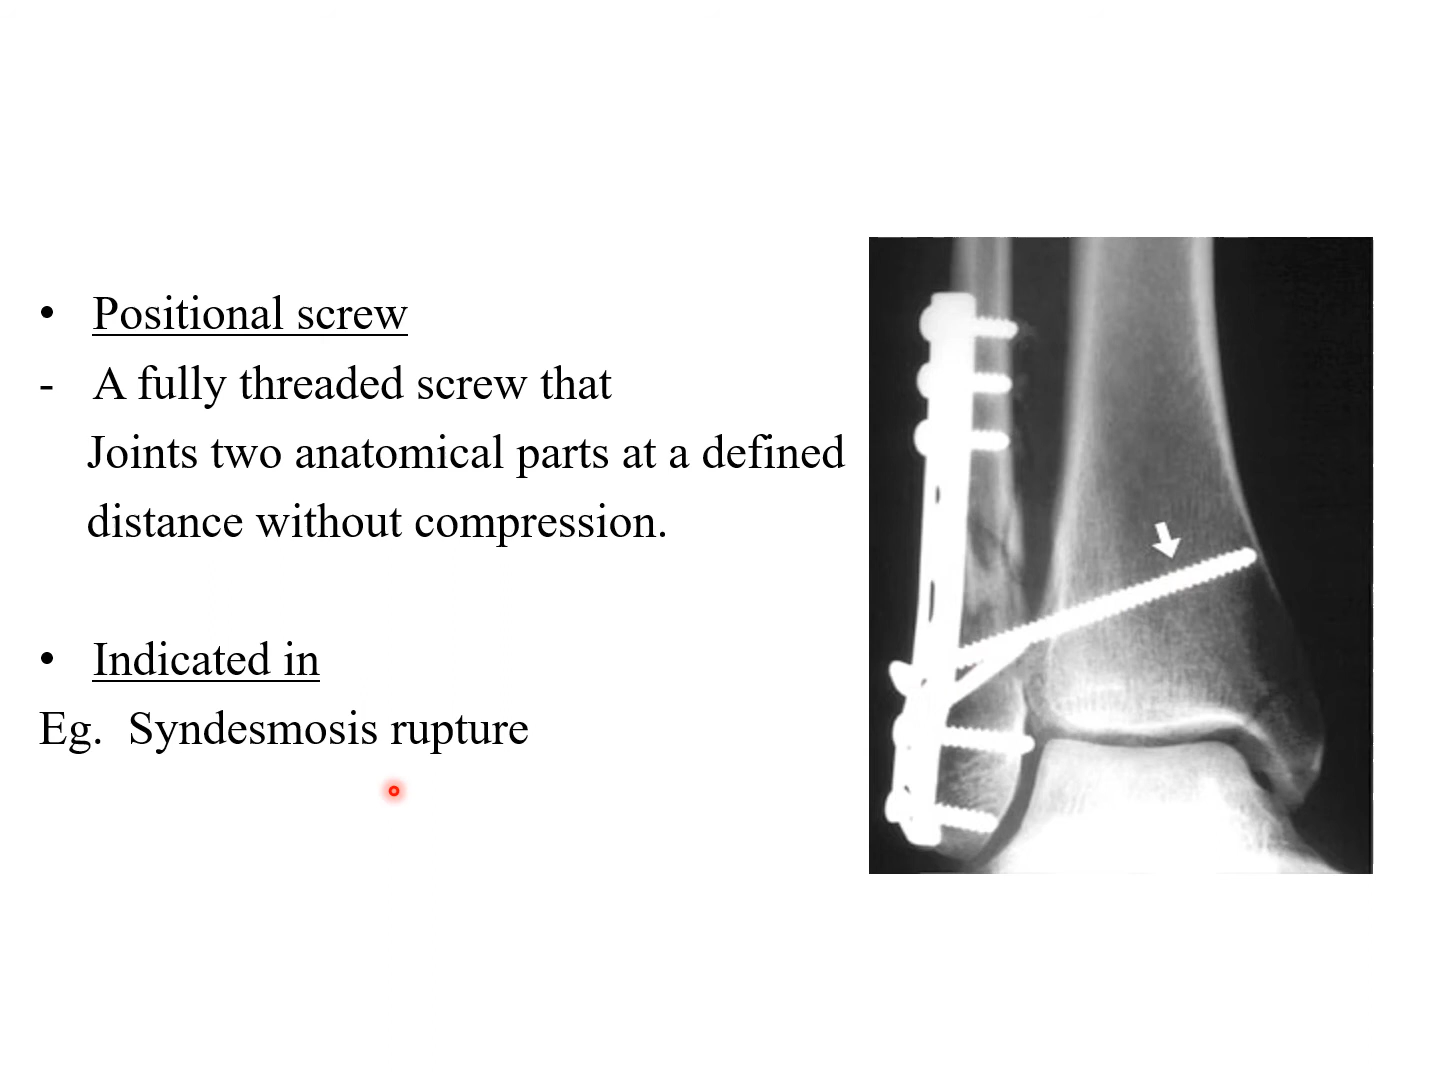 • Positional screw
- A fully threaded screw that
Joints two anatomical parts at a defined
distance without compression.
• Indicated in
Eg. Syndesmosis rupture